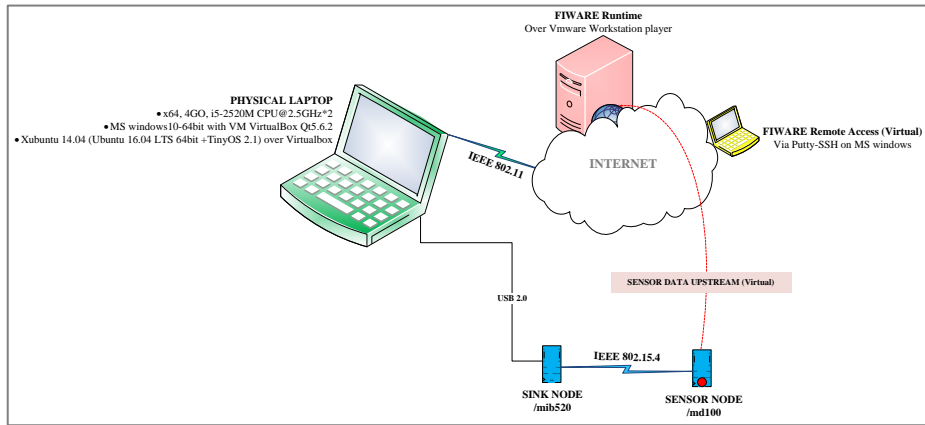 FIWARE Runtime
Over Vmware Workstation player
PHYSICAL LAPTOP
• x64, 4GO, i5-2520M CPU@2.5GHz*2
• MS windows10-64bit with VM VirtualBox Qt5.6.2
• Xubuntu 14.04 (Ubuntu 16.04 LTS 64bit +TinyOS 2.1) over Virtualbox
IEEE 802.11
INTERNET
FIWARE Remote Access (Virtual)
Via Putty-SSH on MS windows
SENSOR DATA UPSTREAM (Virtual)
USB 2.0
IEEE 802.15.4
SINK NODE
/mib520
SENSOR NODE
/md100